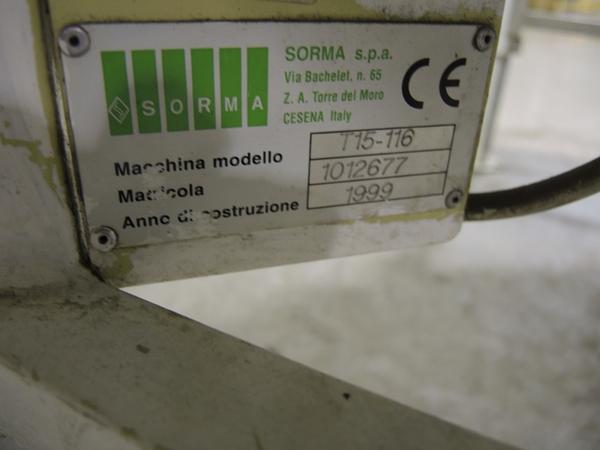 SORMA
SORMA s.p.a.
Via Bachelet, n. 65
Z. A. Torre del Moro
CESENA Italy
CE
Macchina modello T15-116
Matricola 1012677
Anno di costruzione 1999